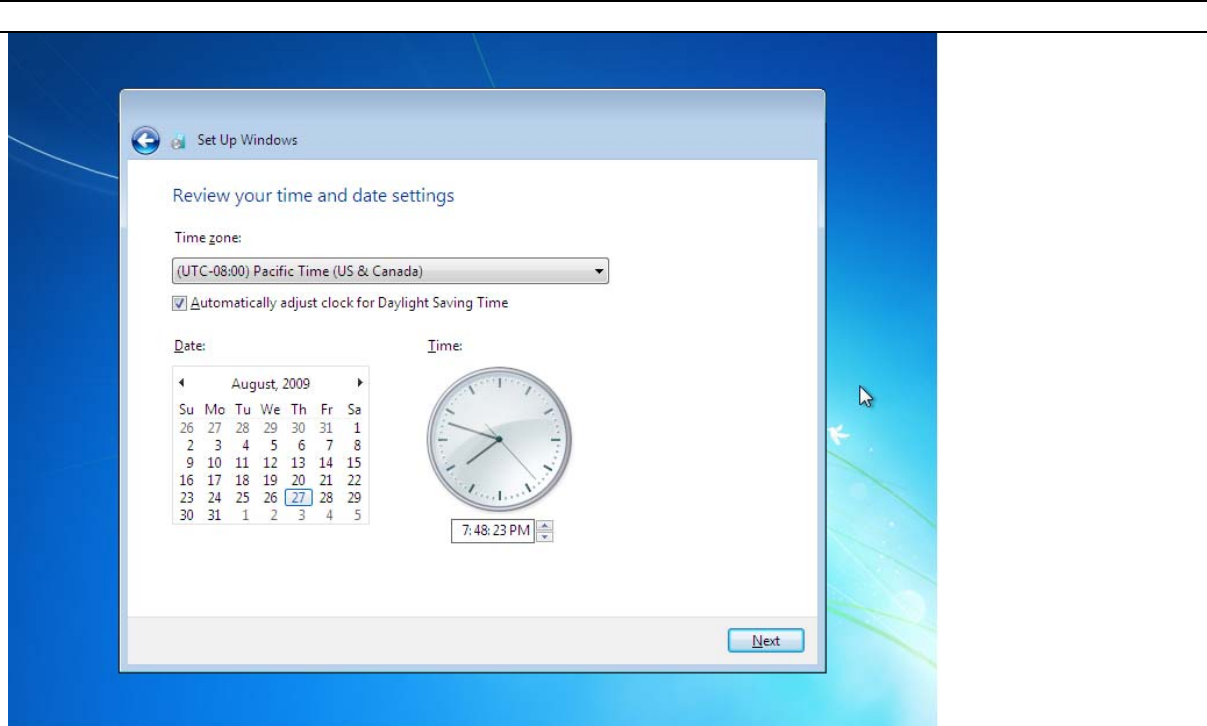 Set Up Windows
Review your time and date settings
Time zone:
(UTC-08:00) Pacific Time (US & Canada)
Automatically adjust clock for Daylight Saving Time
Date:
Time:
August, 2009
Su Mo Tu We Th Fr Sa
26 27 28 29 30 31 1
2 3 4 5 6 7 8
9 10 11 12 13 14 15
16 17 18 19 20 21 22
23 24 25 26 27 28 29
30 31 1 2 3 4 5
7:48:23 PM
Next